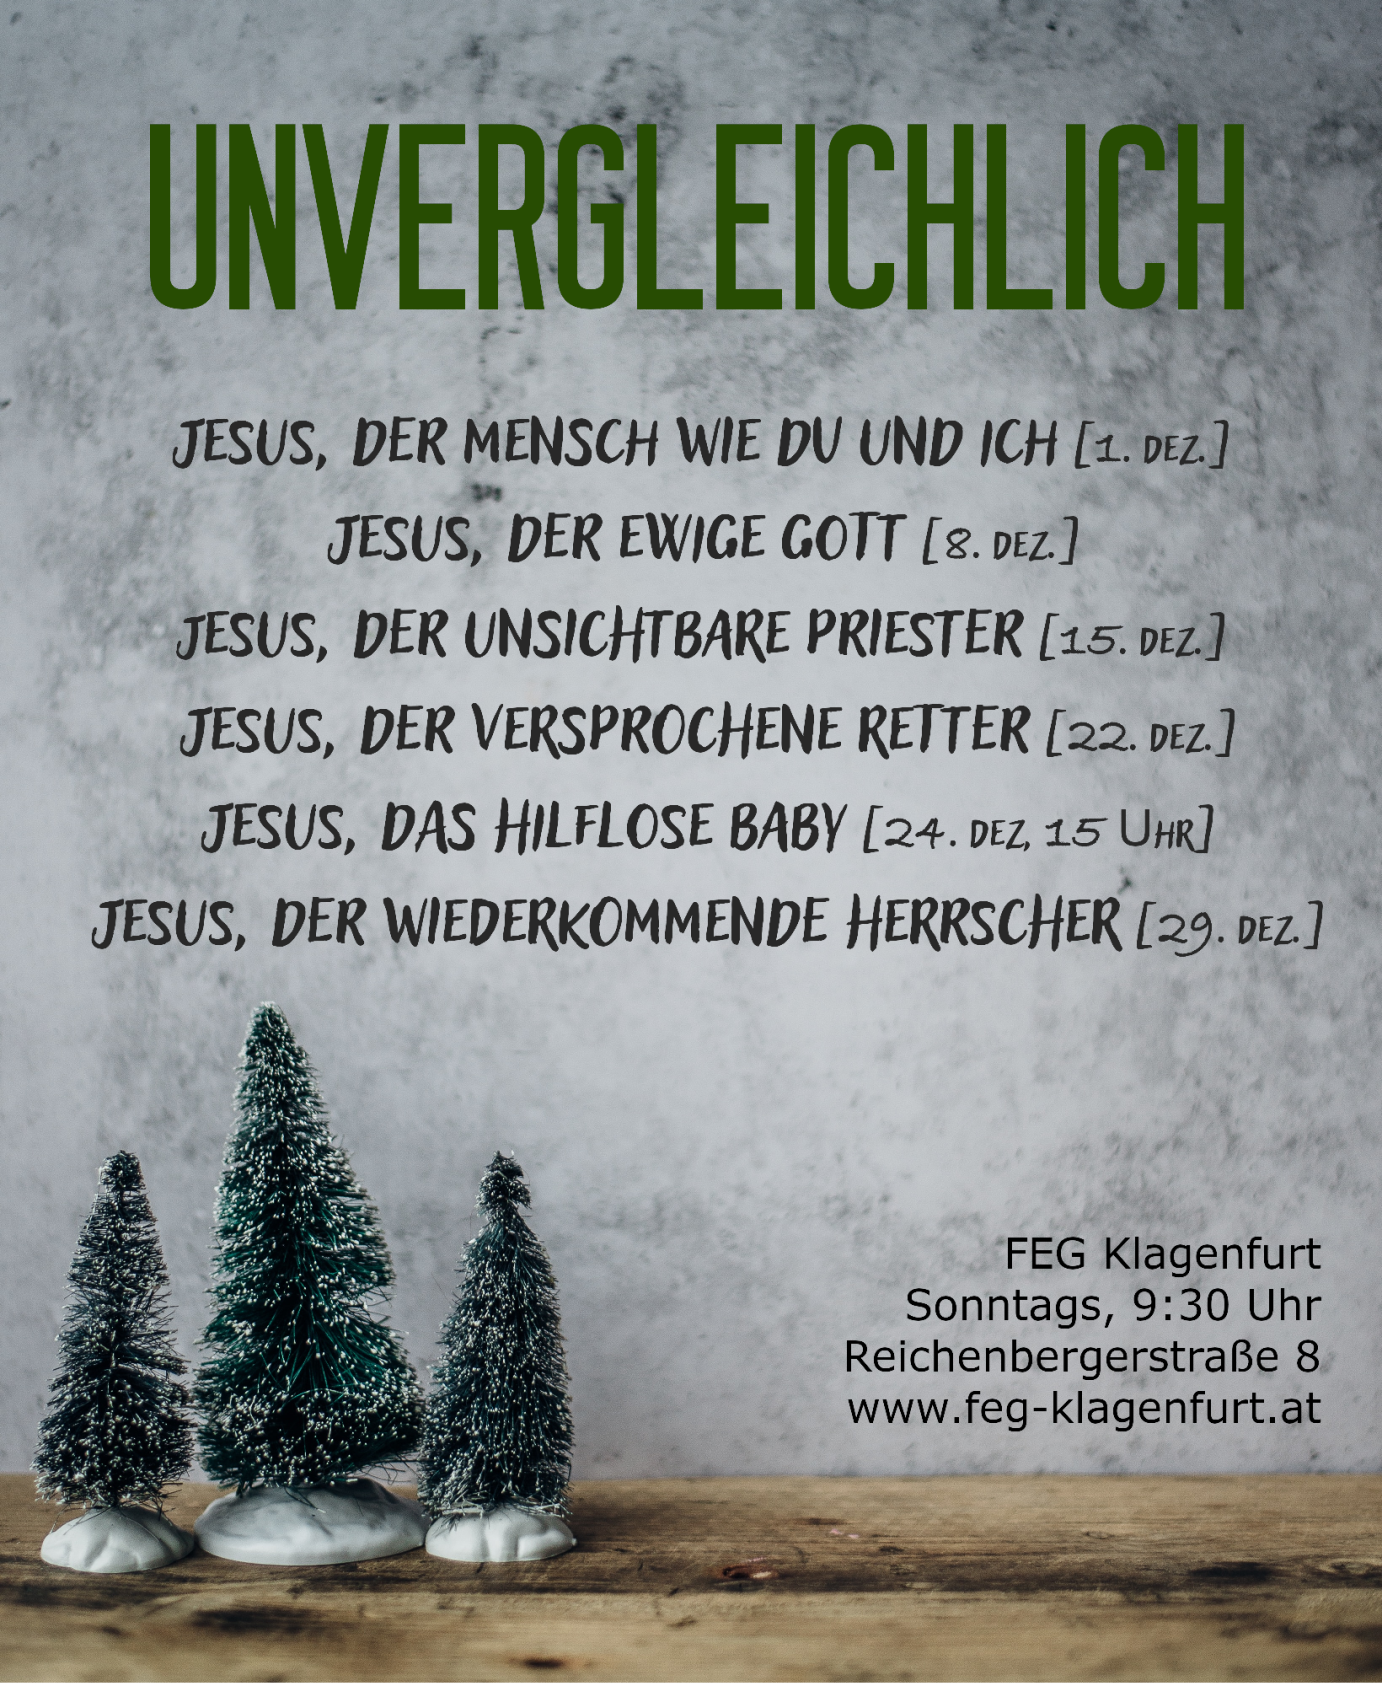 UNVERGLEICHLICH
JESUS, DER MENSCH WIE DU UND ICH [1. DEZ.]
JESUS, DER EWIGE GOTT [8. DEZ.]
JESUS, DER UNSICHTBARE PRIESTER [15. DEZ.]
JESUS, DER VERSPROCHENE RETTER [22. DEZ.]
JESUS, DAS HILFLOSE BABY [24. DEZ, 15 UHR]
JESUS, DER WIEDERKOMMENDE HERRSCHER [29. DEZ.]
FEG Klagenfurt
Sonntags, 9:30 Uhr
Reichenbergerstraße 8
www.feg-klagenfurt.at